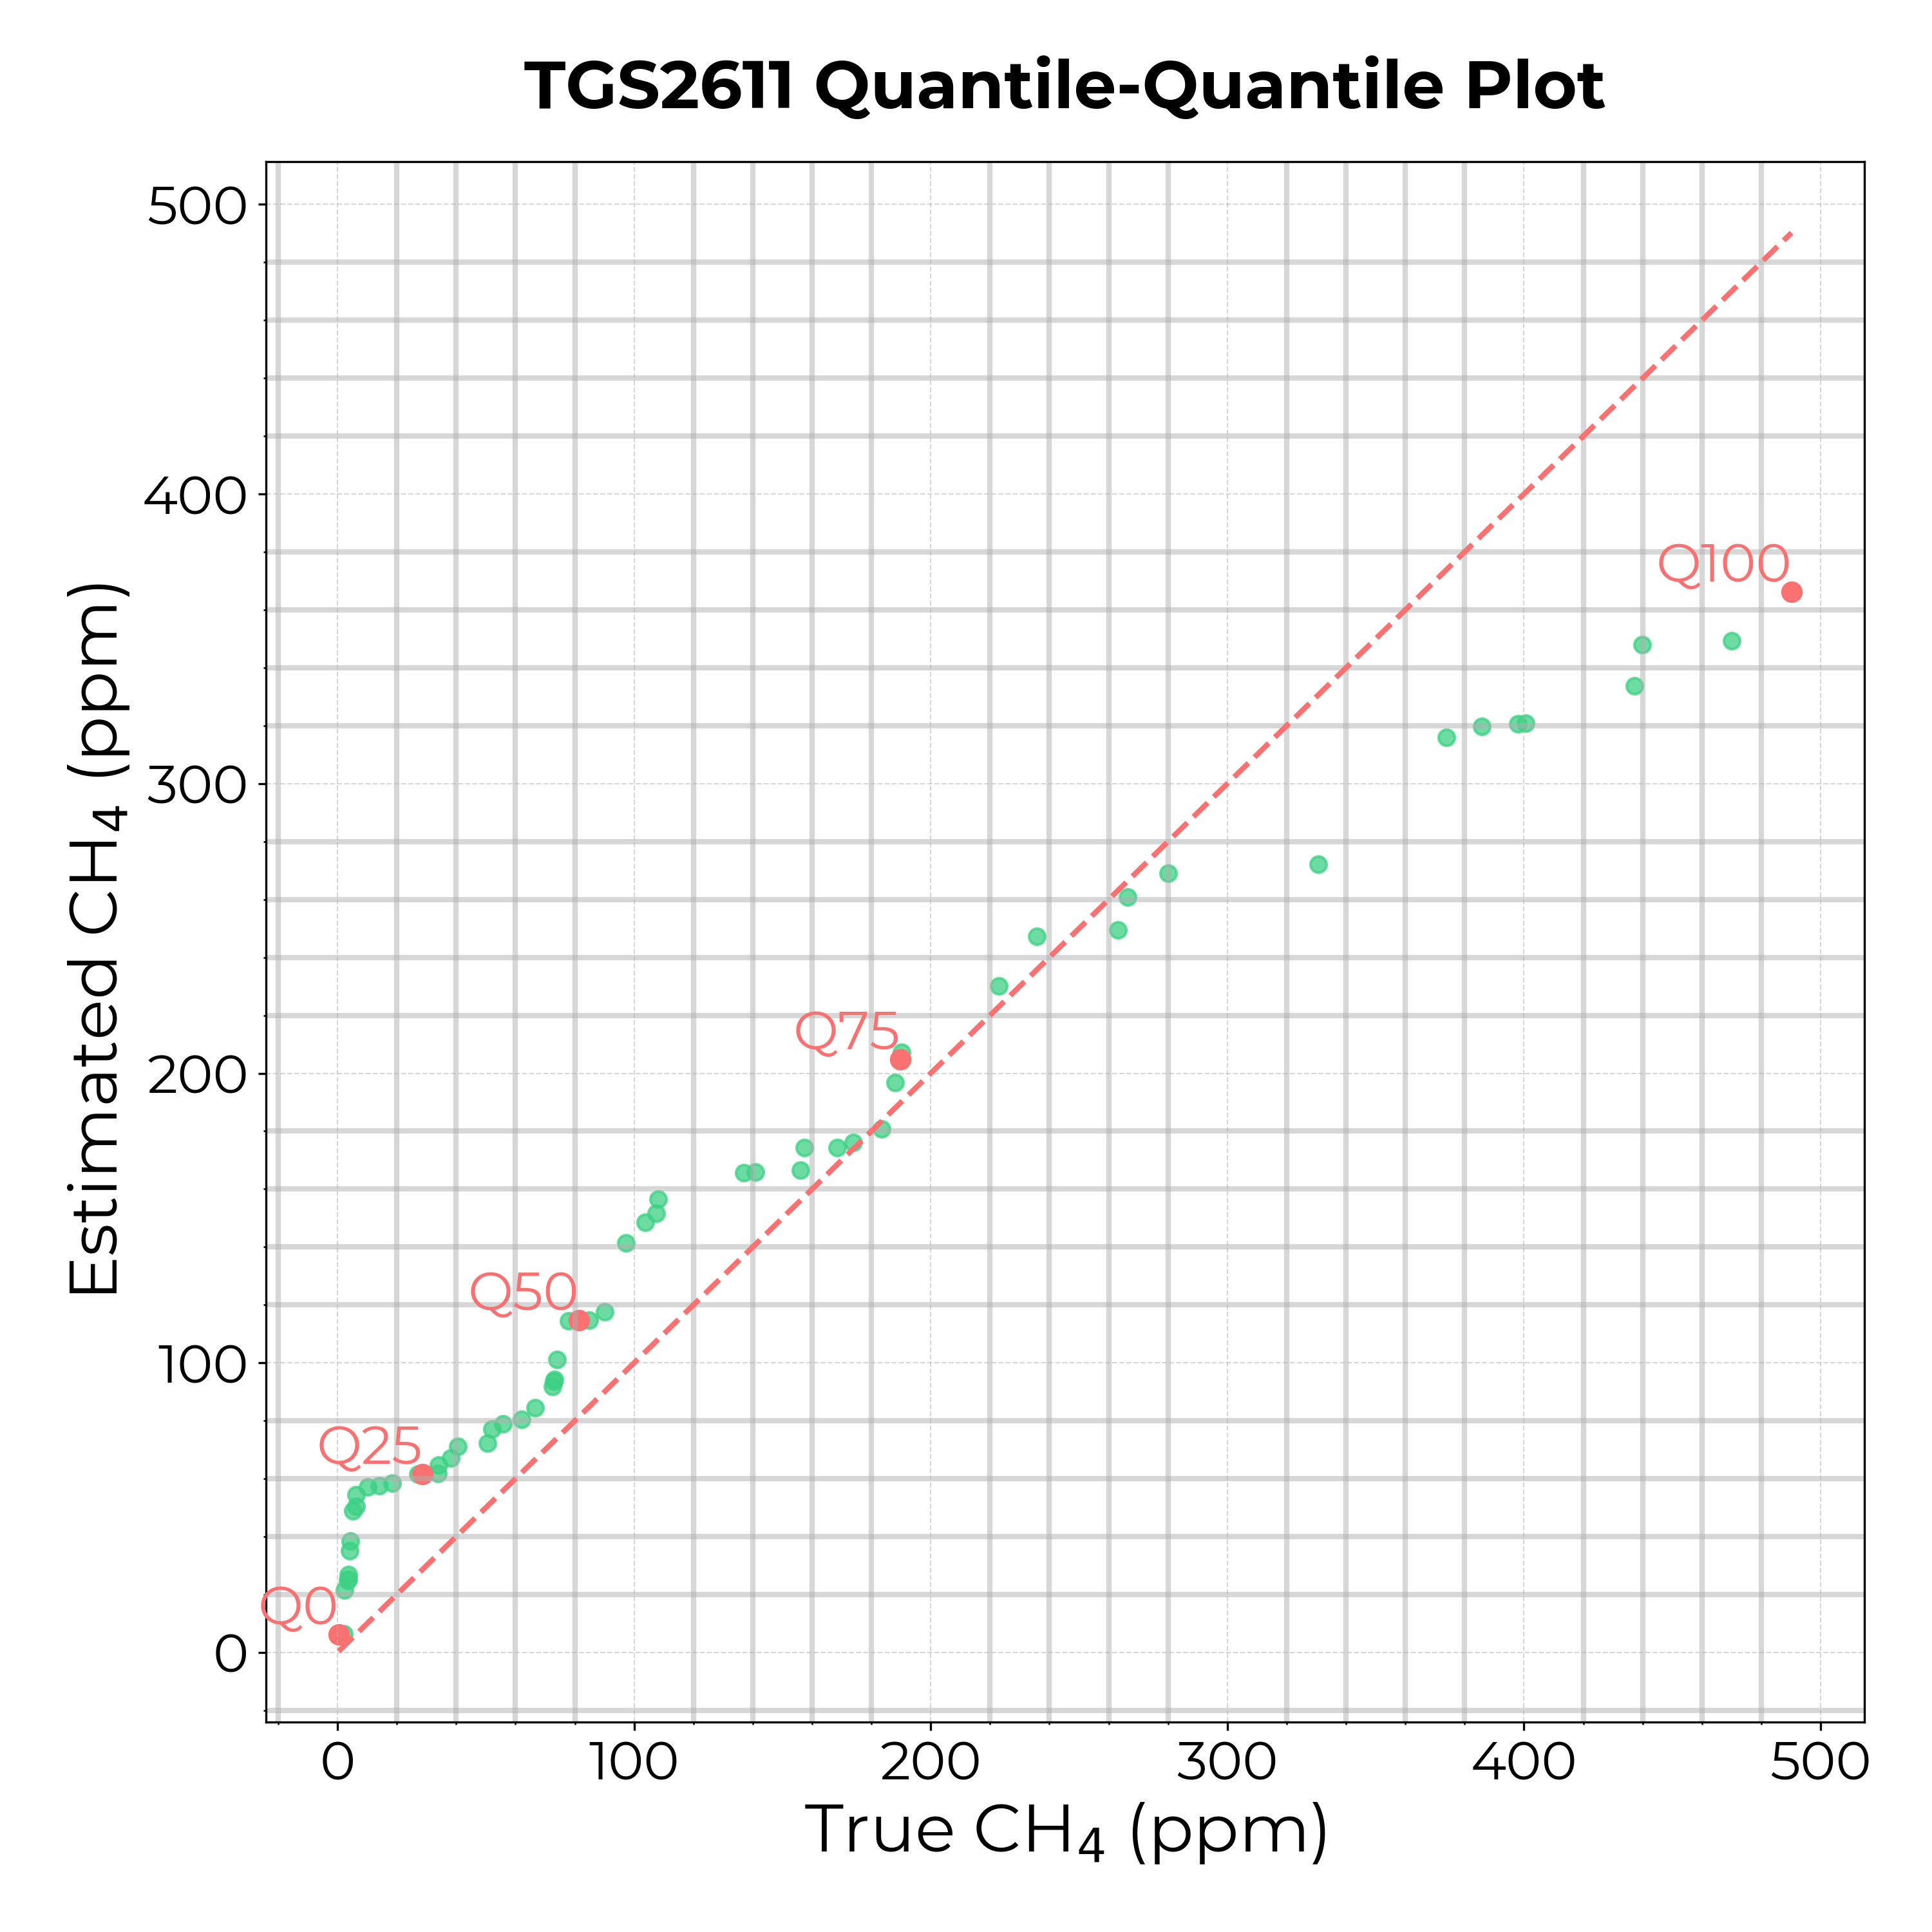 TGS2611 Quantile-Quantile Plot
500
400
300
200
100
0
Estimated CH₄ (ppm)
Q100
Q75
Q50
Q25
Q0
0 100 200 300 400 500
True CH₄ (ppm)